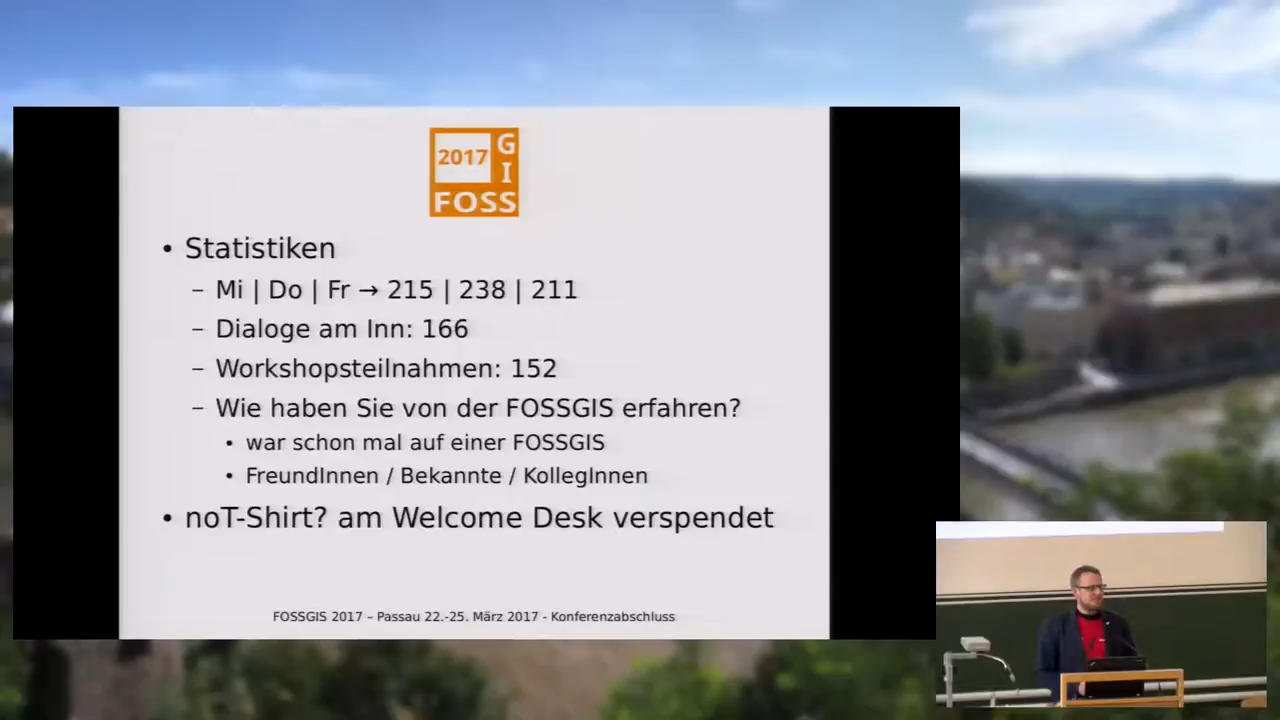 2017
G
I
FOSS
• Statistiken
– Mi | Do | Fr → 215 | 238 | 211
– Dialoge am Inn: 166
– Workshopsteilnahmen: 152
– Wie haben Sie von der FOSSGIS erfahren?
• war schon mal auf einer FOSSGIS
• FreundInnen / Bekannte / KollegInnen
• noT-Shirt? am Welcome Desk verspendet
FOSSGIS 2017 – Passau 22.-25. März 2017 - Konferenzabschluss